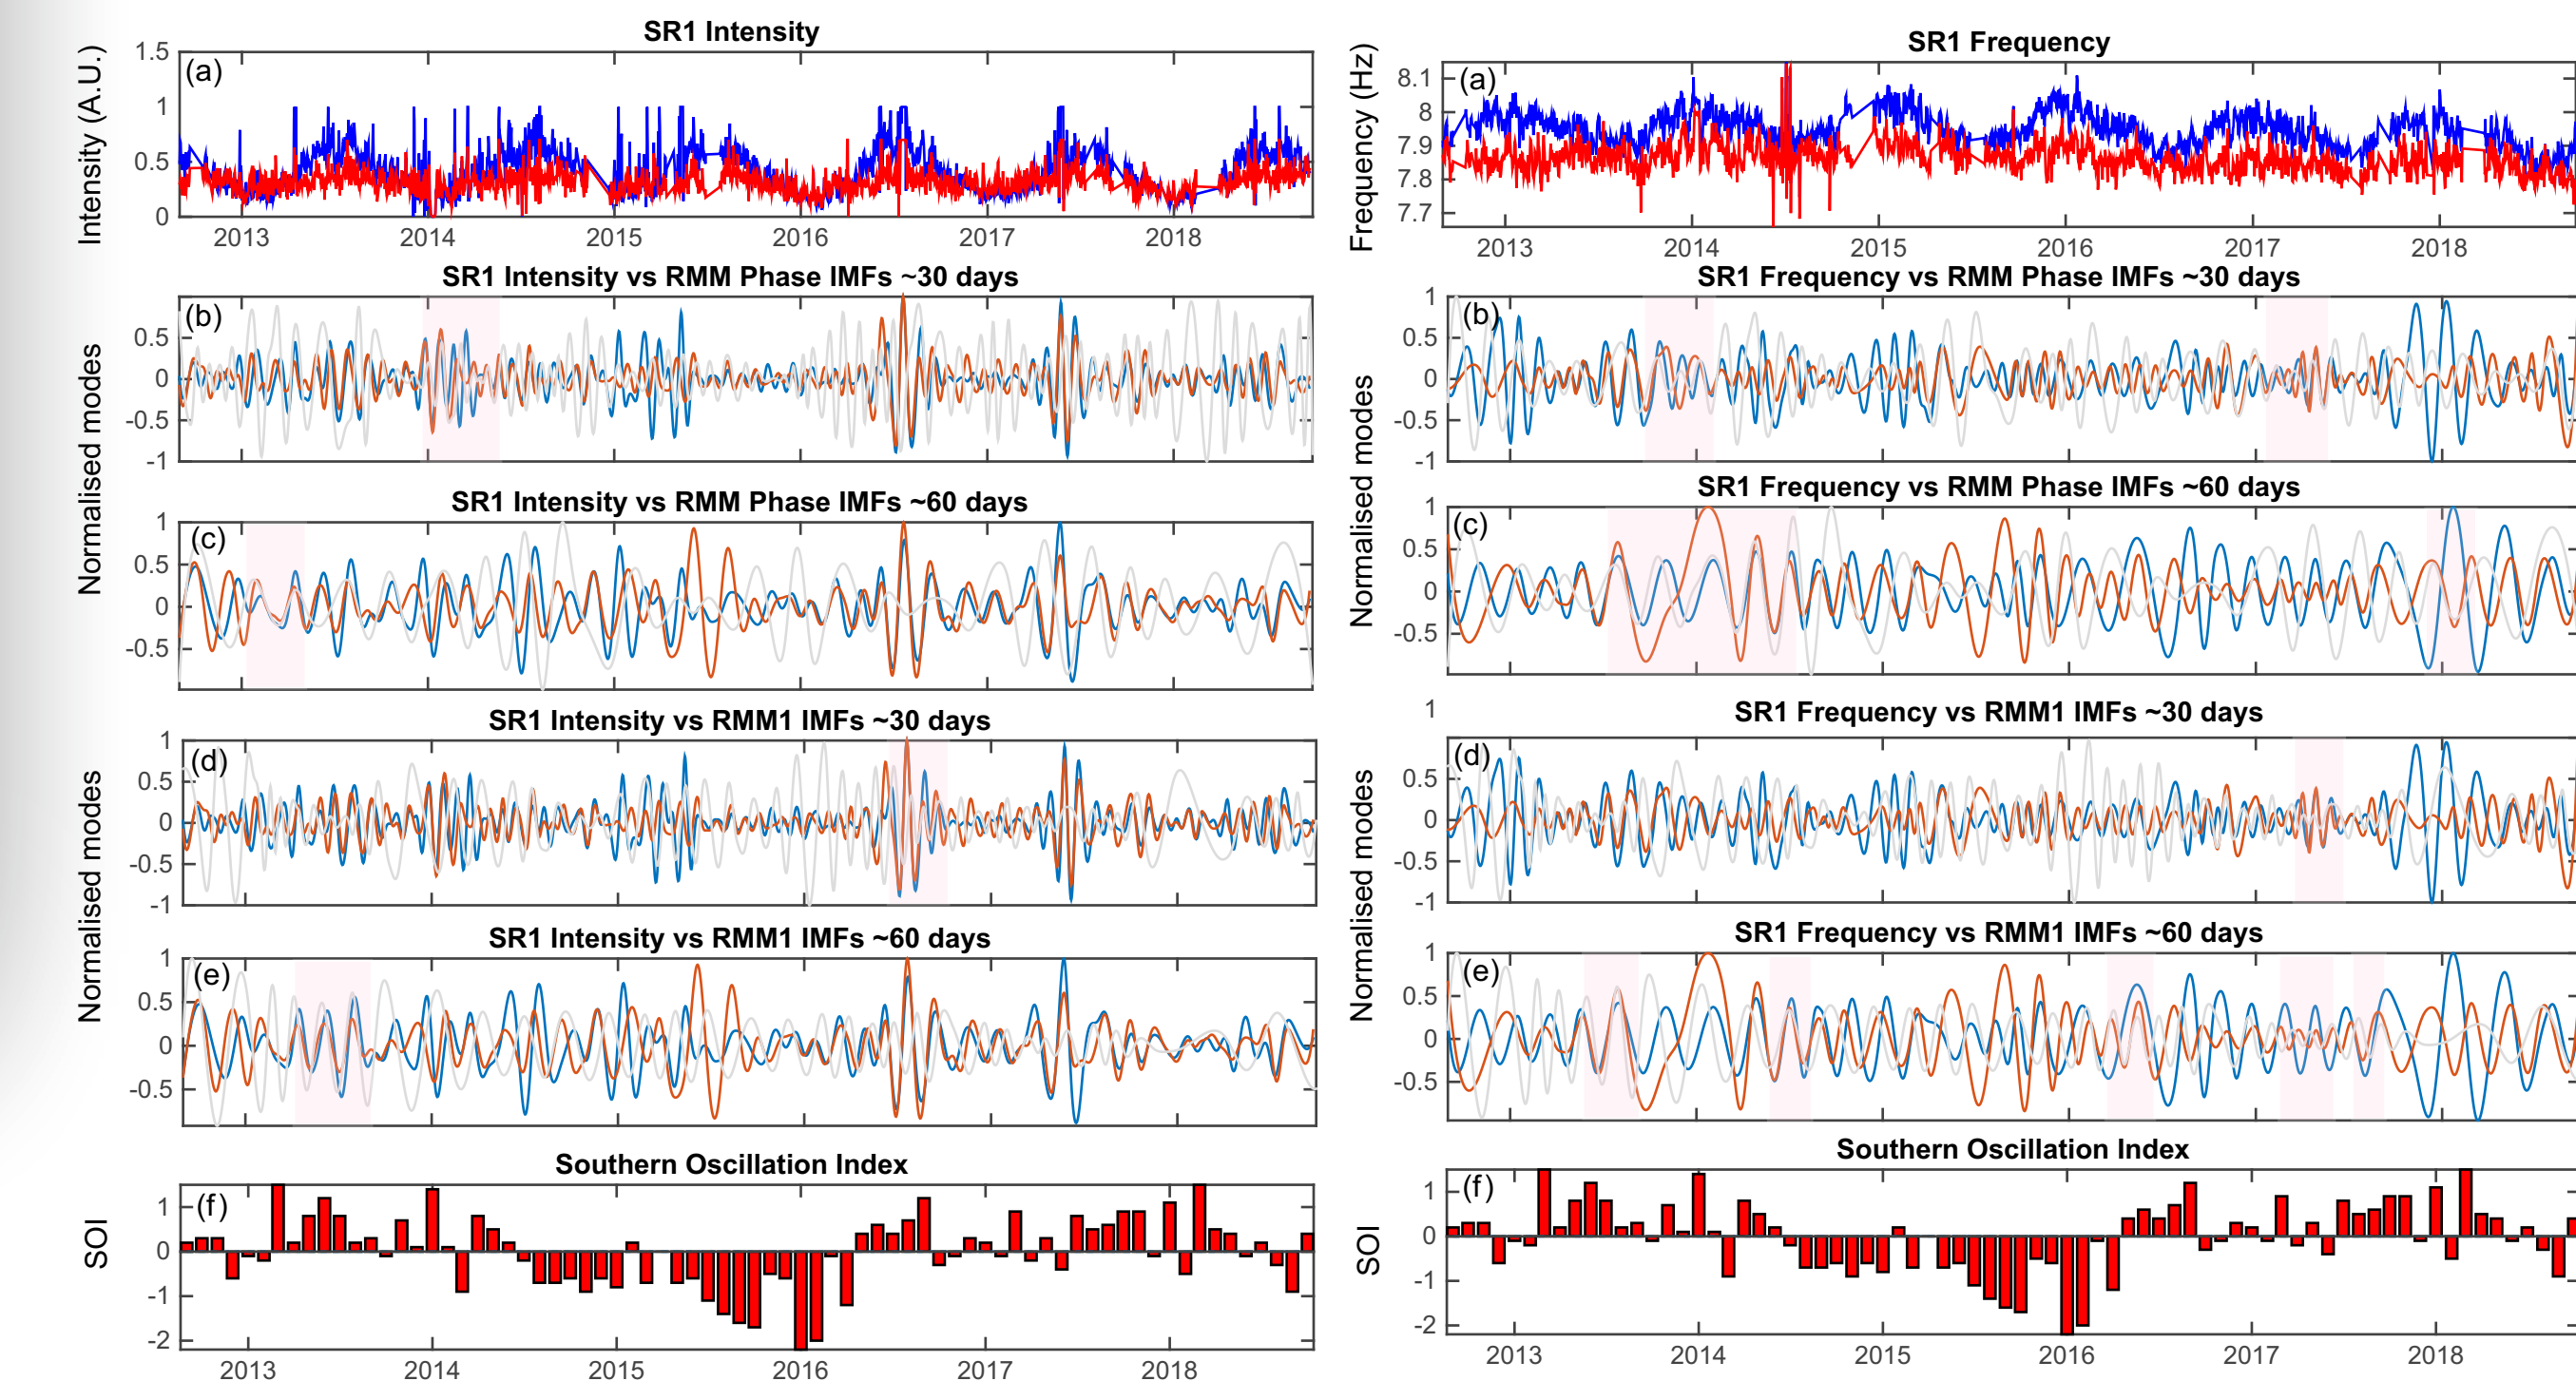 SR1 Intensity
Intensity (A.U.)
(a)
1.5
1
0.5
0
2013 2014 2015 2016 2017 2018
SR1 Intensity vs RMM Phase IMFs ~30 days
Normalised modes
(b)
0.5
0
-0.5
-1
SR1 Intensity vs RMM Phase IMFs ~60 days
(c)
1
0.5
0
-0.5
SR1 Intensity vs RMM1 IMFs ~30 days
Normalised modes
(d)
1
0.5
0
-0.5
-1
SR1 Intensity vs RMM1 IMFs ~60 days
(e)
1
0.5
0
-0.5
Southern Oscillation Index
SOI
(f)
1
0
-1
-2
2013 2014 2015 2016 2017 2018
SR1 Frequency
Frequency (Hz)
(a)
8.1
8
7.9
7.8
7.7
2013 2014 2015 2016 2017 2018
SR1 Frequency vs RMM Phase IMFs ~30 days
Normalised modes
(b)
1
0.5
0
-0.5
-1
SR1 Frequency vs RMM Phase IMFs ~60 days
(c)
1
0.5
0
-0.5
SR1 Frequency vs RMM1 IMFs ~30 days
Normalised modes
1
(d)
0.5
0
-0.5
-1
SR1 Frequency vs RMM1 IMFs ~60 days
(e)
1
0.5
0
-0.5
Southern Oscillation Index
SOI
(f)
1
0
-1
-2
2013 2014 2015 2016 2017 2018